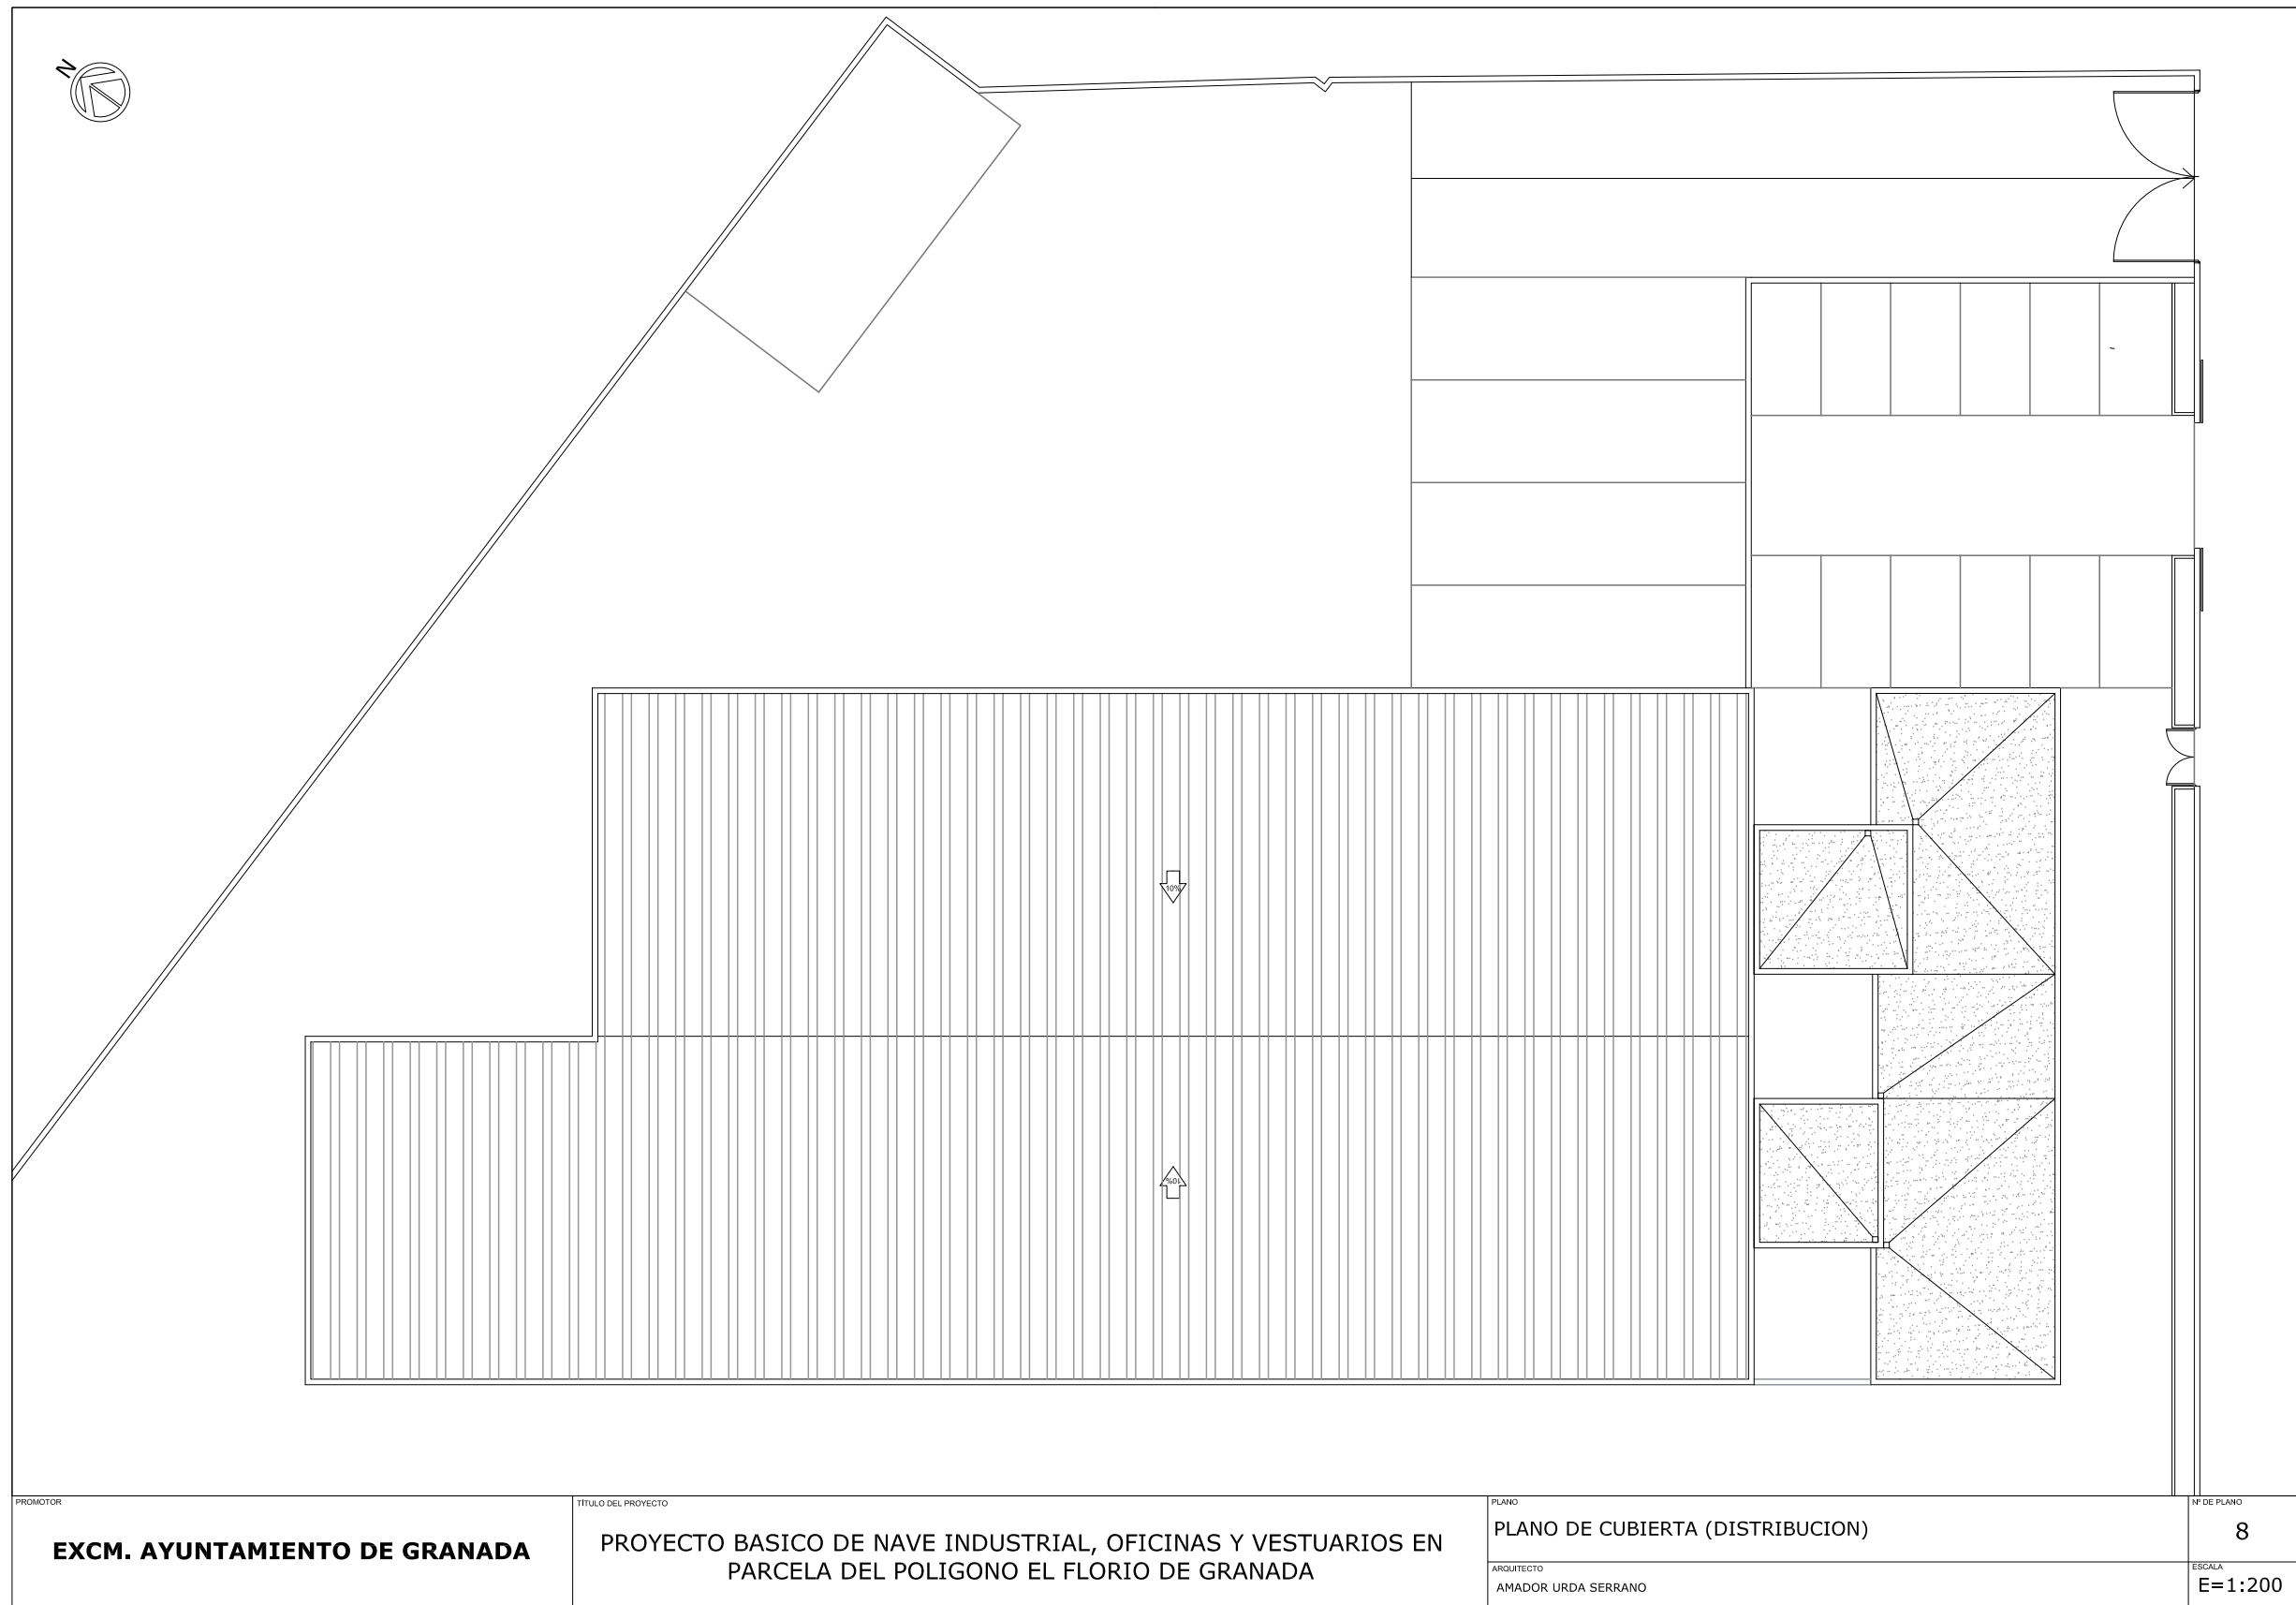 N
10%
10%
PROMOTOR
EXCM. AYUNTAMIENTO DE GRANADA
TÍTULO DEL PROYECTO
PROYECTO BASICO DE NAVE INDUSTRIAL, OFICINAS Y VESTUARIOS EN
PARCELA DEL POLIGONO EL FLORIO DE GRANADA
PLANO
PLANO DE CUBIERTA (DISTRIBUCION)
ARQUITECTO
AMADOR URDA SERRANO
Nº DE PLANO
8
ESCALA
E=1:200